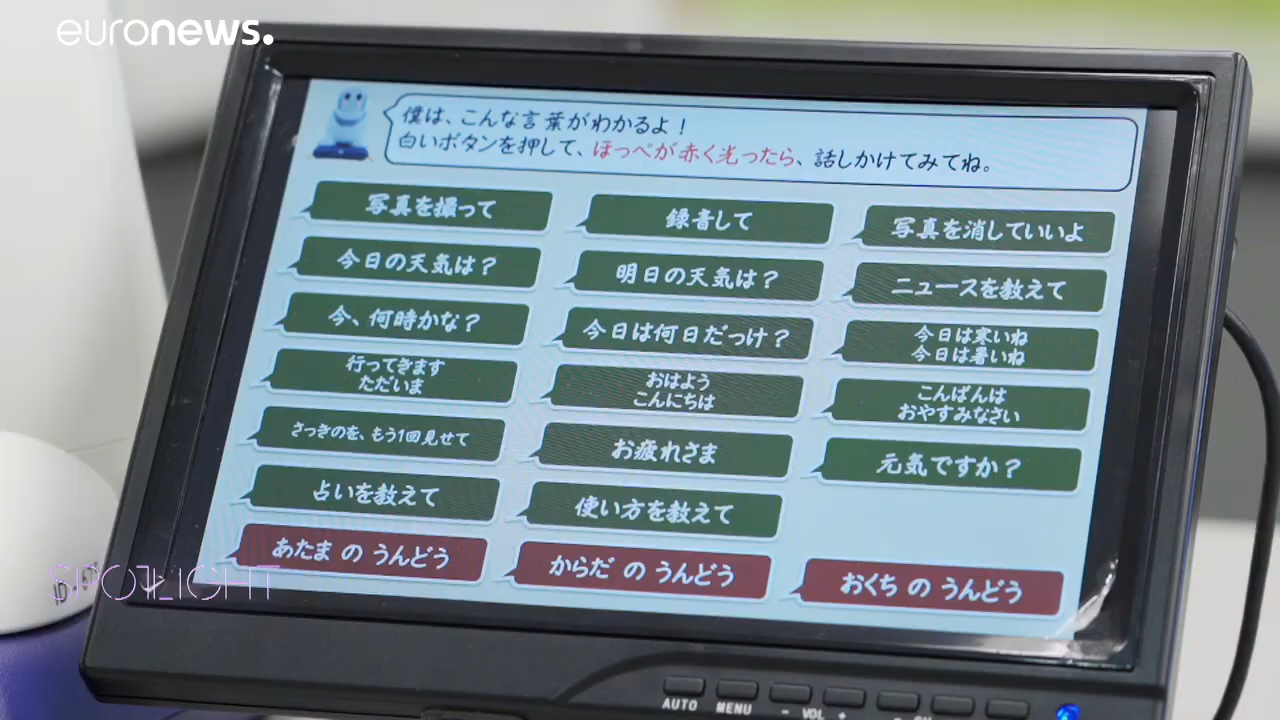 euronews.
僕は、こんな言葉がわかるよ！
白いボタンを押して、ほっぺが赤く光ったら、話しかけてみてね。
写真を撮って
録音して
写真を消していいよ
今日の天気は？
明日の天気は？
ニュースを教えて
今、何時かな？
今日は何日だっけ？
今日は寒いね
今日は暑いね
行ってきます
ただいま
おはよう
こんにちは
こんばんは
おやすみなさい
さっきのを、もう1回見せて
お疲れさま
元気ですか？
占いを教えて
使い方を教えて
あたま の うんどう
からだ の うんどう
おくち の うんどう
SPOTLIGHT
AUTO MENU - VOL +